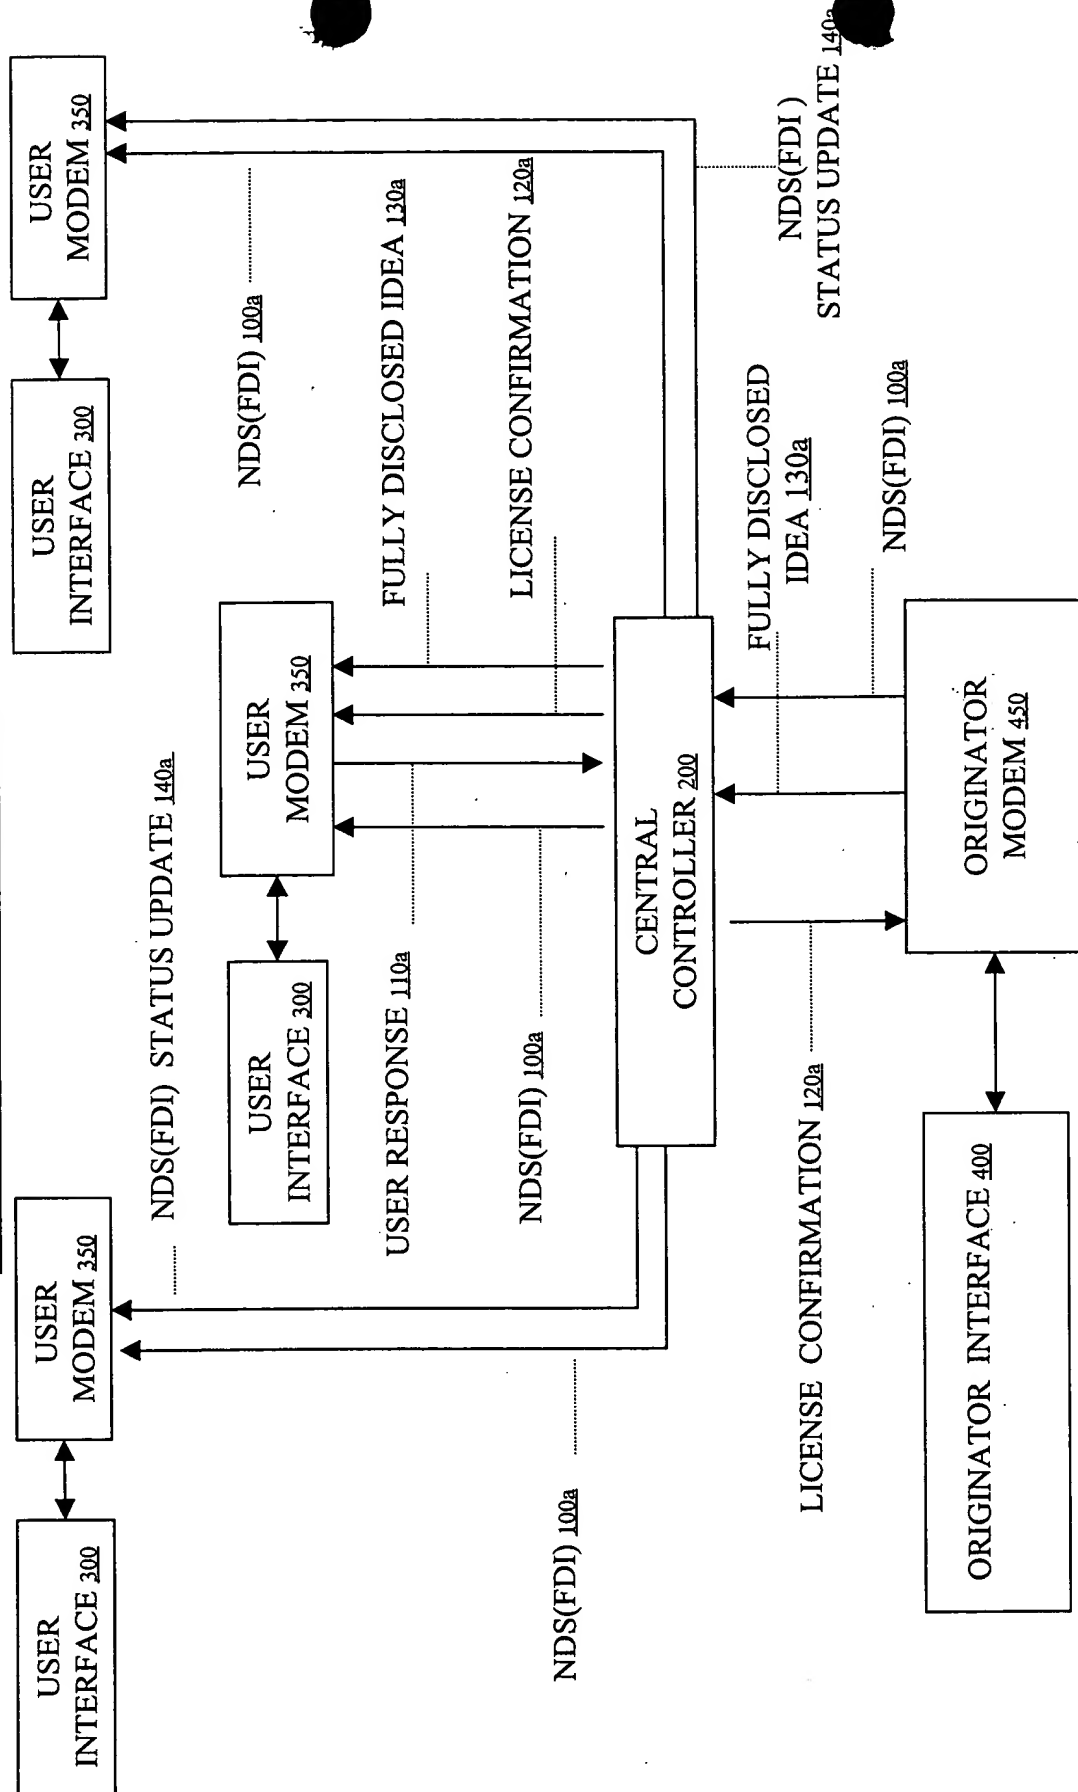 USER
INTERFACE 300
USER
MODEM 350
NDS(FDI) STATUS UPDATE 140a
USER
INTERFACE 300
USER
MODEM 350
USER
INTERFACE 300
USER
MODEM 350
NDS(FDI) 100a
USER RESPONSE 110a
NDS(FDI) 100a
NDS(FDI) 100a
FULLY DISCLOSED IDEA 130a
LICENSE CONFIRMATION 120a
CENTRAL
CONTROLLER 200
LICENSE CONFIRMATION 120a
FULLY DISCLOSED
IDEA 130a
NDS(FDI)
STATUS UPDATE 140a
NDS(FDI) 100a
ORIGINATOR INTERFACE 400
ORIGINATOR
MODEM 450